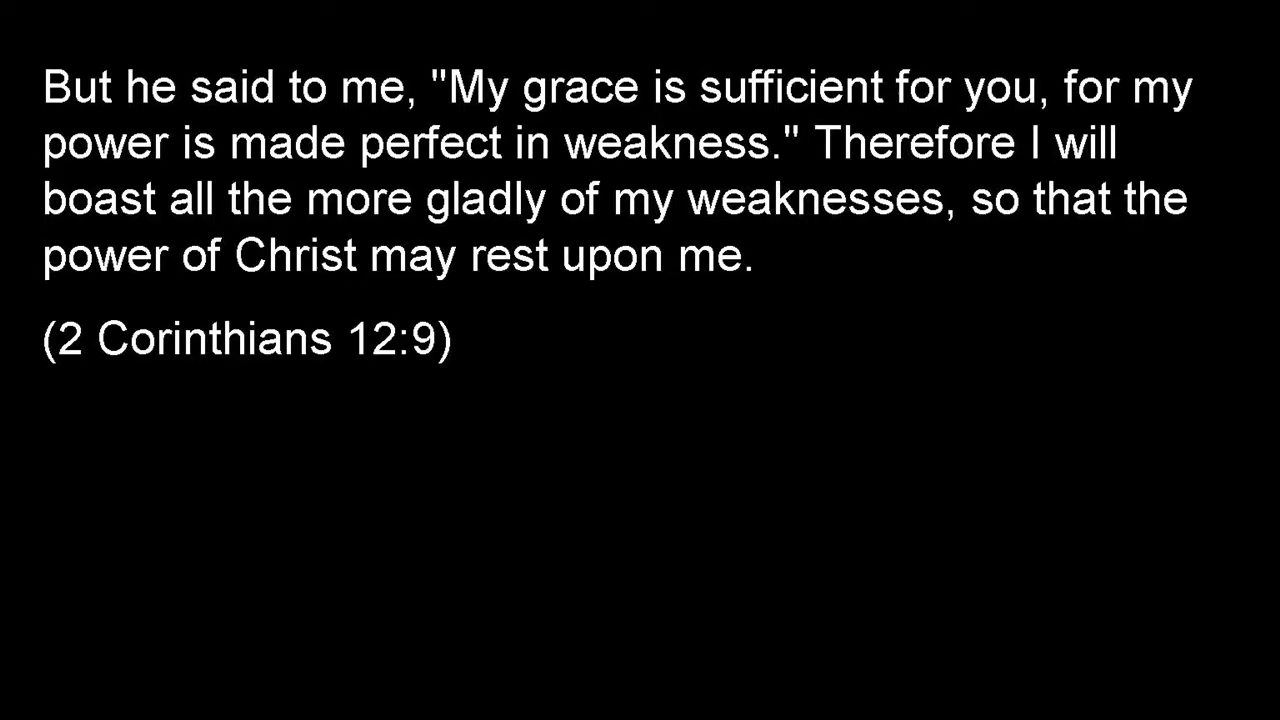 But he said to me, "My grace is sufficient for you, for my
power is made perfect in weakness." Therefore I will
boast all the more gladly of my weaknesses, so that the
power of Christ may rest upon me.
(2 Corinthians 12:9)